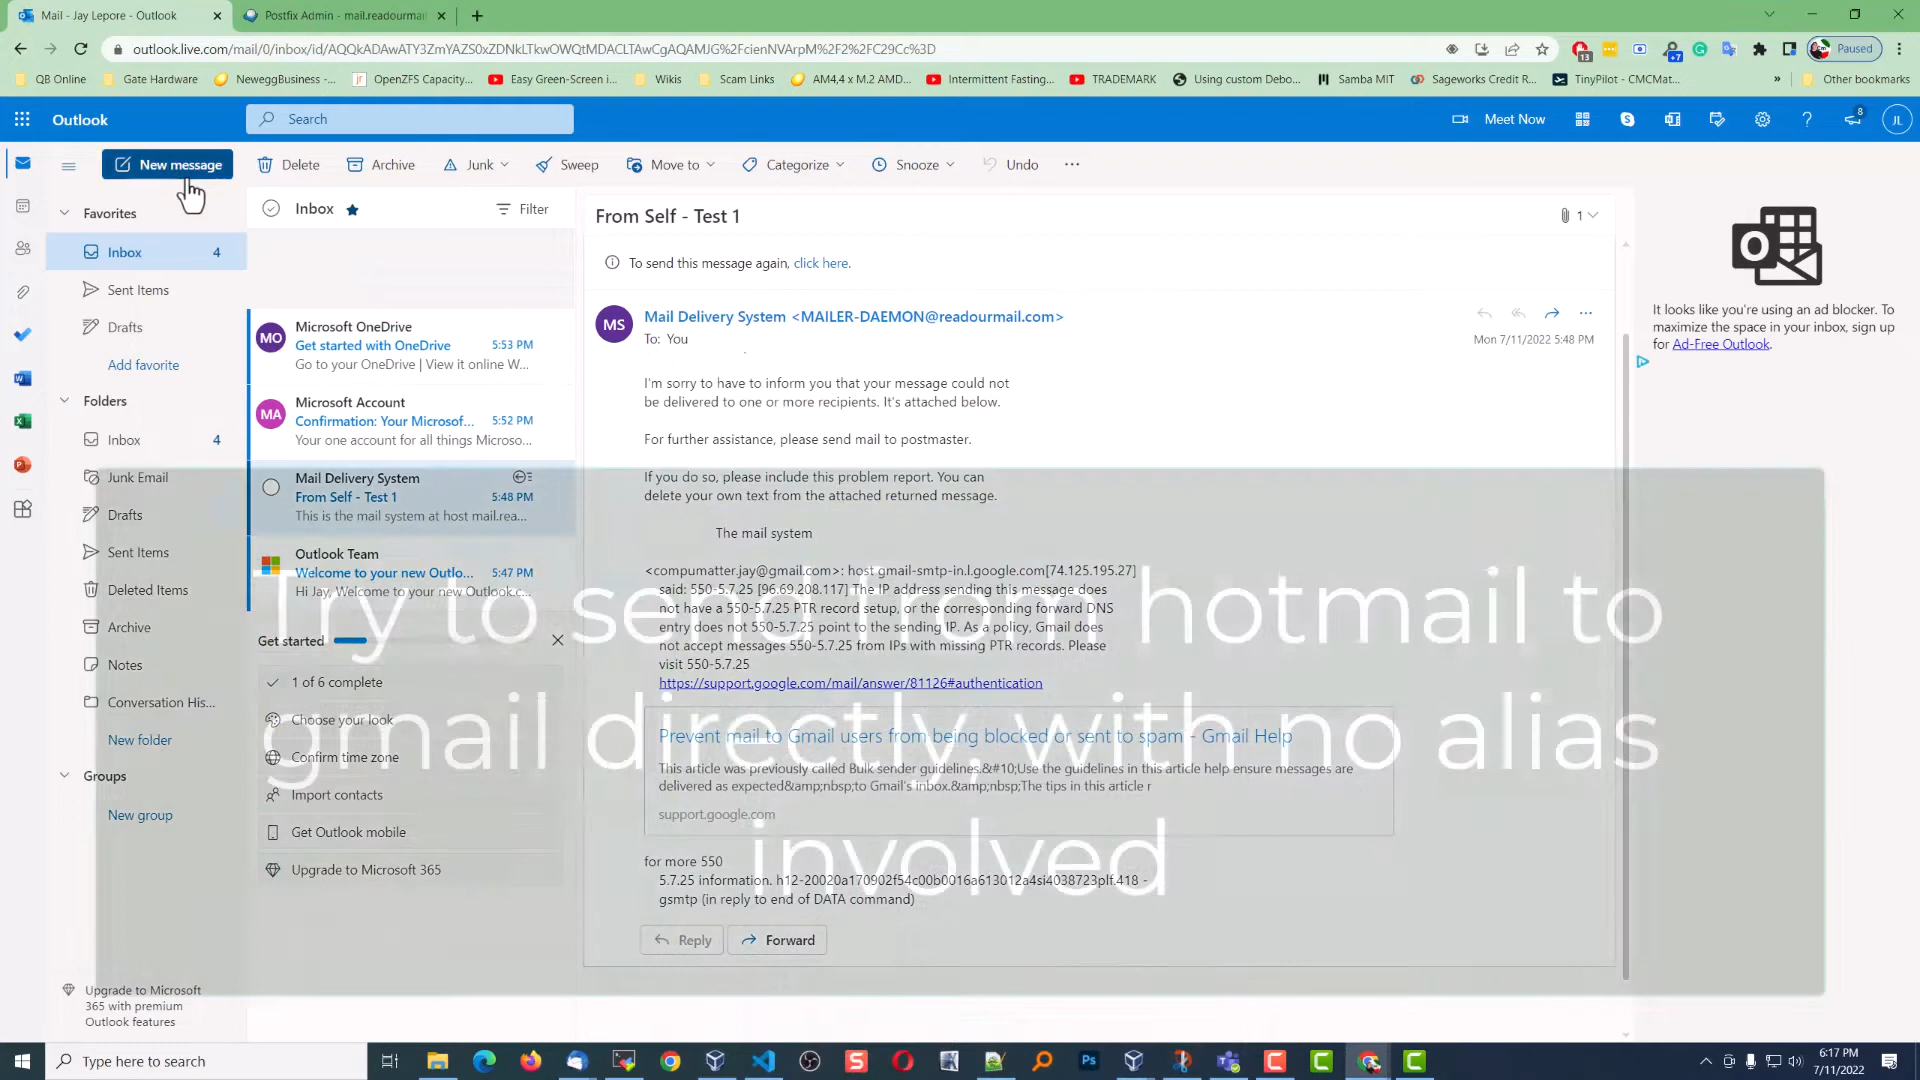 Mail - Jay Lepore - Outlook
Postfix Admin - mail.readourmai
outlook.live.com/mail/0/inbox/id/AQQkADAwATY3ZmYAZS0xZDNkLTkwOWQtMDACLTAwCgAQAMJG%2FcienNVArpM%2F2%2FC29Cc%3D
13
+7
Paused
QB Online
Gate Hardware
NeweggBusiness -...
OpenZFS Capacity...
Easy Green-Screen i...
Wikis
Scam Links
AM4,4 x M.2 AMD...
Intermittent Fasting...
TRADEMARK
Using custom Debo...
Samba MIT
Sageworks Credit R...
TinyPilot - CMCMat...
»
Other bookmarks
Outlook
Search
Meet Now
8
JL
New message
Delete
Archive
Junk
Sweep
Move to
Categorize
Snooze
Undo
Favorites
Inbox 4
Sent Items
Drafts
Add favorite
Folders
Inbox 4
Junk Email
Drafts
Sent Items
Deleted Items
Archive
Notes
Conversation His...
New folder
Groups
New group
Upgrade to Microsoft
365 with premium
Outlook features
Inbox
Filter
MO
Microsoft OneDrive
Get started with OneDrive 5:53 PM
Go to your OneDrive | View it online W...
MA
Microsoft Account
Confirmation: Your Microsof... 5:52 PM
Your one account for all things Microso...
Mail Delivery System
From Self - Test 1 5:48 PM
This is the mail system at host mail.rea...
Outlook Team
Welcome to your new Outlo... 5:47 PM
Hi Jay, Welcome to your new Outlook.c...
Get started
1 of 6 complete
Choose your look
Confirm time zone
Import contacts
Get Outlook mobile
Upgrade to Microsoft 365
From Self - Test 1
1
To send this message again, click here.
MS
Mail Delivery System <MAILER-DAEMON@readourmail.com>
To: You
Mon 7/11/2022 5:48 PM
I'm sorry to have to inform you that your message could not
be delivered to one or more recipients. It's attached below.
For further assistance, please send mail to postmaster.
If you do so, please include this problem report. You can
delete your own text from the attached returned message.
The mail system
<compumatter.jay@gmail.com>: host gmail-smtp-in.l.google.com[74.125.195.27]
said: 550-5.7.25 [96.69.208.117] The IP address sending this message does
not have a 550-5.7.25 PTR record setup, or the corresponding forward DNS
entry does not 550-5.7.25 point to the sending IP. As a policy, Gmail does
not accept messages 550-5.7.25 from IPs with missing PTR records. Please
visit 550-5.7.25
https://support.google.com/mail/answer/81126#authentication
Prevent mail to Gmail users from being blocked or sent to spam - Gmail Help
This article was previously called Bulk sender guidelines.&#10;Use the guidelines in this article help ensure messages are
delivered as expected&amp;nbsp;to Gmail's inbox.&amp;nbsp;The tips in this article r
support.google.com
for more 550
5.7.25 information. h12-20020a170902f54c00b0016a613012a4si4038723plf.418 -
gsmtp (in reply to end of DATA command)
Reply
Forward
It looks like you're using an ad blocker. To
maximize the space in your inbox, sign up
for Ad-Free Outlook.
Try to send from hotmail to
gmail directly, with no alias
involved
Type here to search
Ps
6:17 PM
7/11/2022